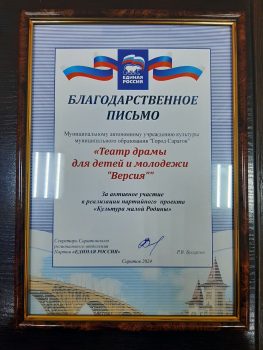 ЕДИНАЯ
РОССИЯ
БЛАГОДАРСТВЕННОЕ
ПИСЬМО
Муниципальному автономному учреждению культуры
муниципального образования "Город Саратов"
«Театр драмы
для детей и молодежи
"Версия"»
За активное участие
в реализации партийного проекта
«Культура малой Родины»
Секретарь Саратовского
регионального отделения
Партии «ЕДИНАЯ РОССИЯ»
Саратов 2024